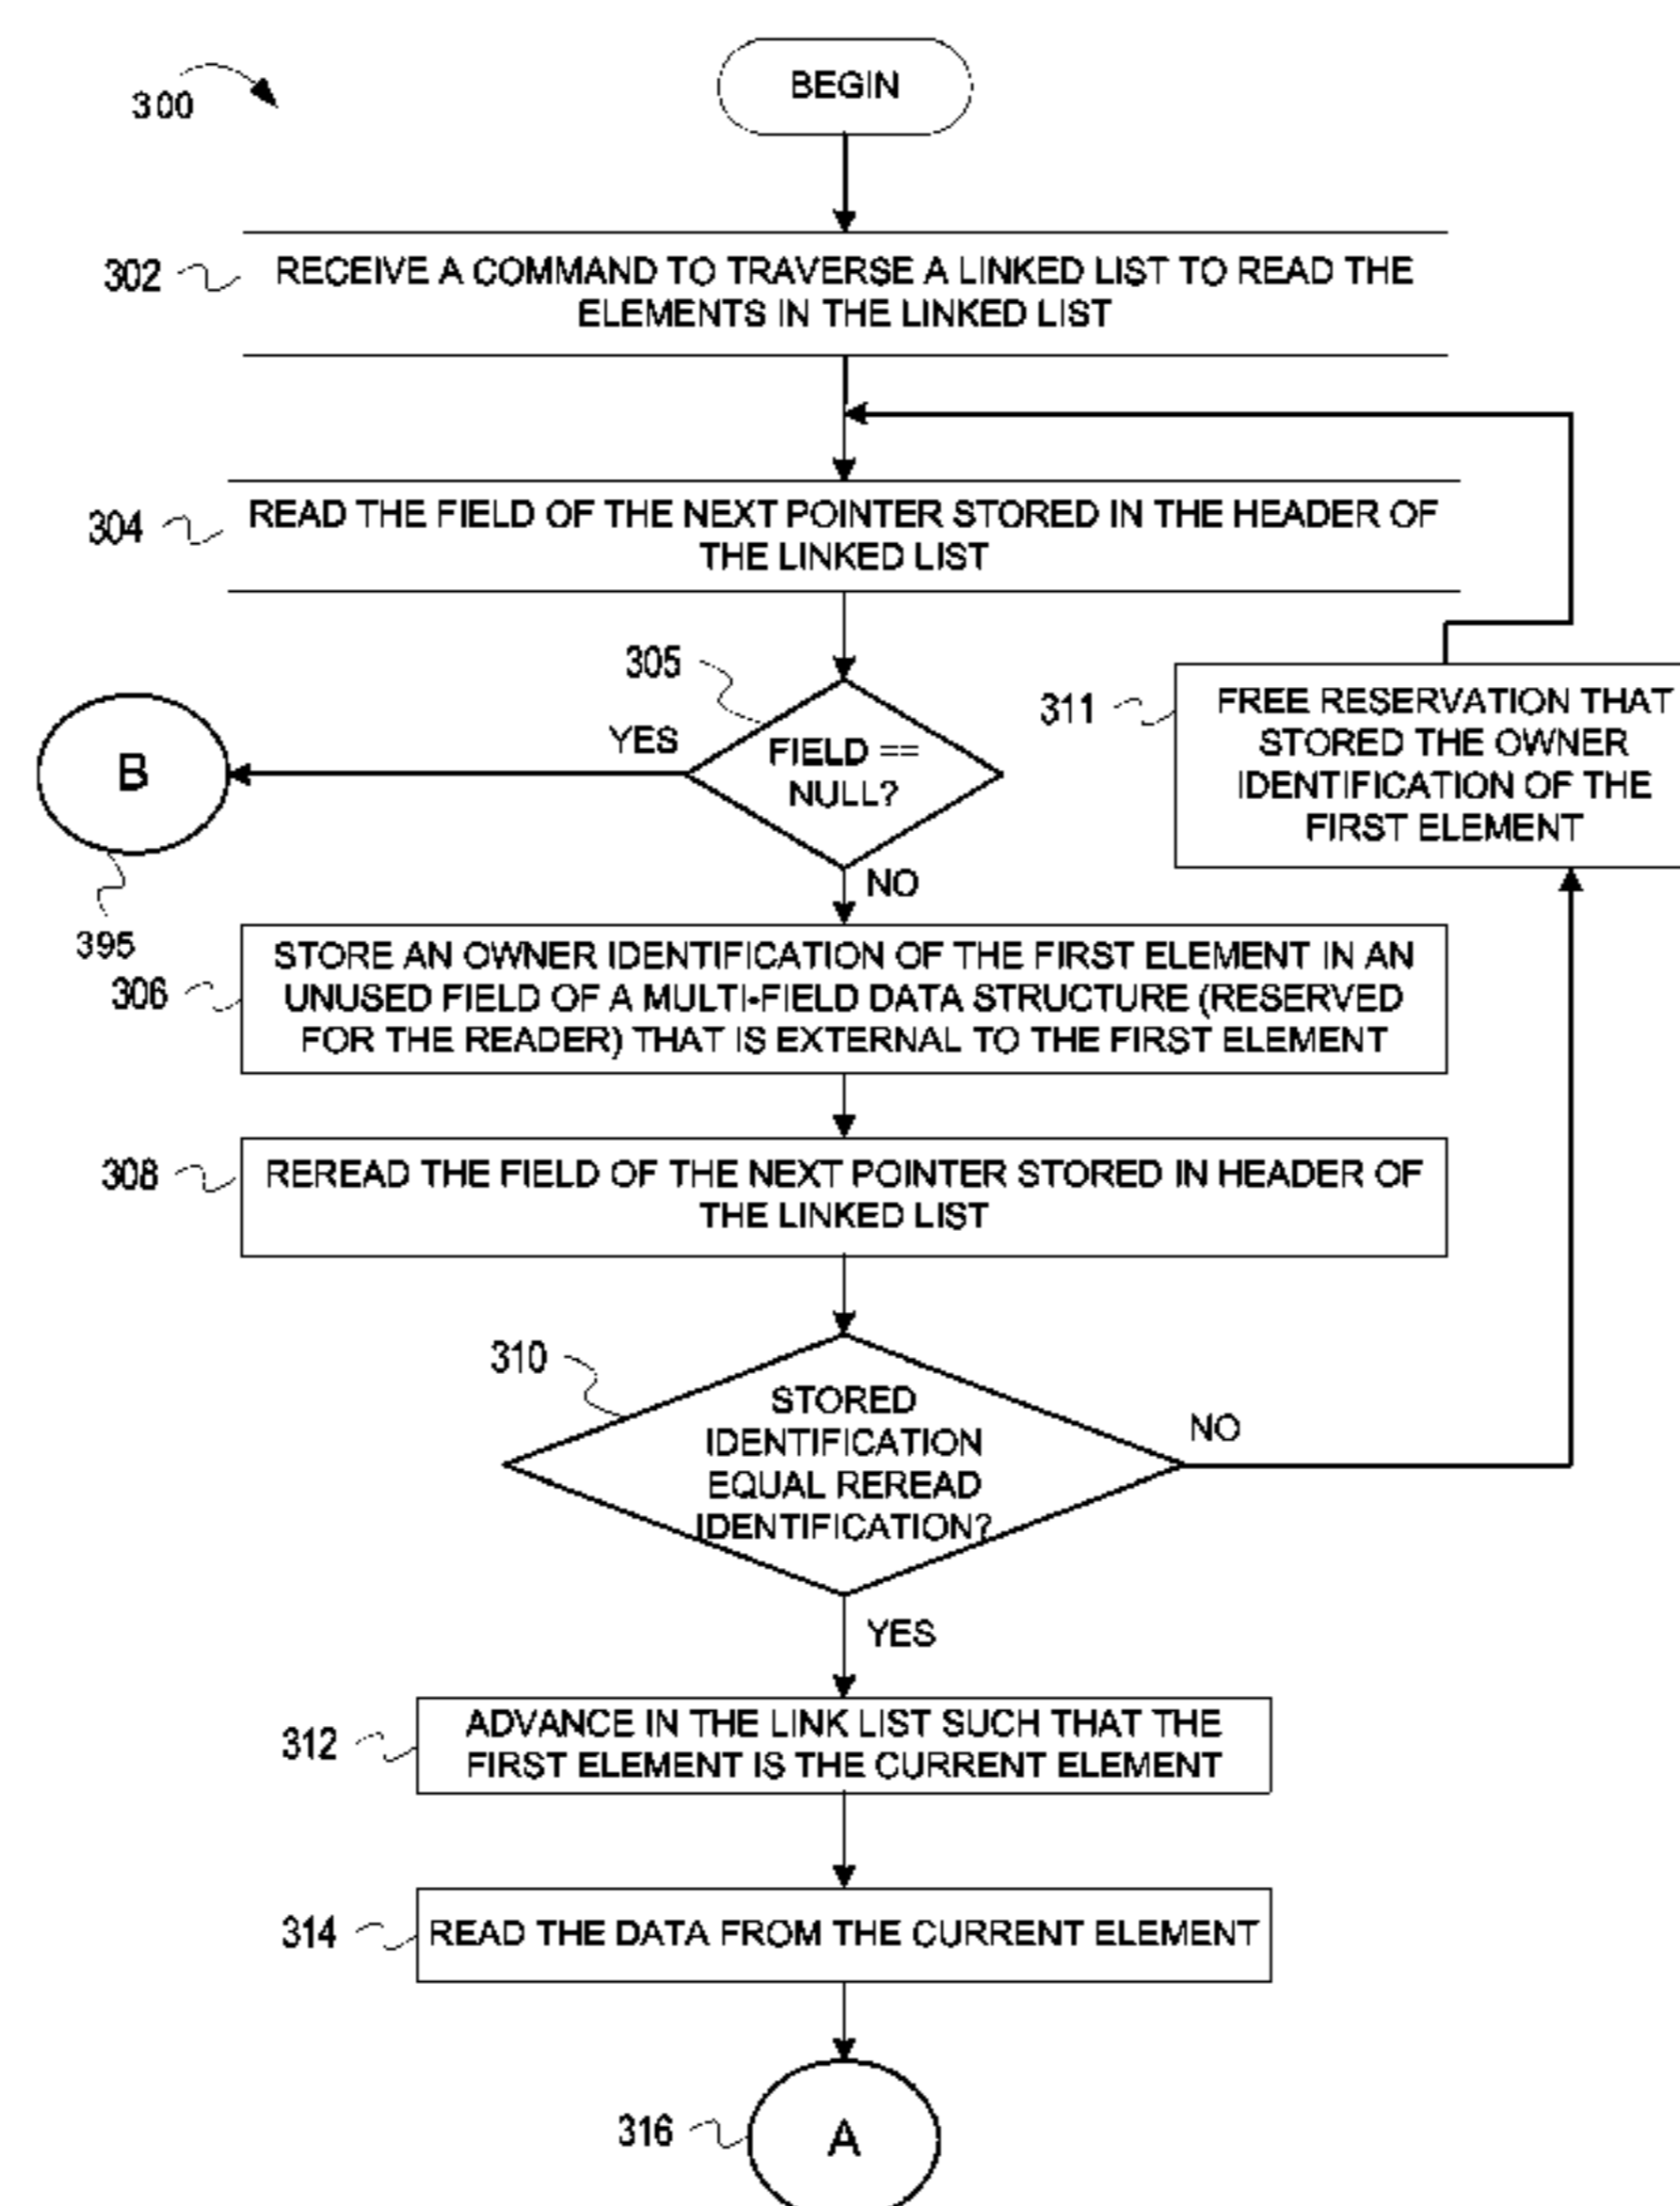 300
BEGIN
302
RECEIVE A COMMAND TO TRAVERSE A LINKED LIST TO READ THE
ELEMENTS IN THE LINKED LIST
304
READ THE FIELD OF THE NEXT POINTER STORED IN THE HEADER OF
THE LINKED LIST
305
FIELD ==
NULL?
YES
B
395
NO
311
FREE RESERVATION THAT
STORED THE OWNER
IDENTIFICATION OF THE
FIRST ELEMENT
306
STORE AN OWNER IDENTIFICATION OF THE FIRST ELEMENT IN AN
UNUSED FIELD OF A MULTI-FIELD DATA STRUCTURE (RESERVED
FOR THE READER) THAT IS EXTERNAL TO THE FIRST ELEMENT
308
REREAD THE FIELD OF THE NEXT POINTER STORED IN HEADER OF
THE LINKED LIST
310
STORED
IDENTIFICATION
EQUAL REREAD
IDENTIFICATION?
NO
YES
312
ADVANCE IN THE LINK LIST SUCH THAT THE
FIRST ELEMENT IS THE CURRENT ELEMENT
314
READ THE DATA FROM THE CURRENT ELEMENT
316
A